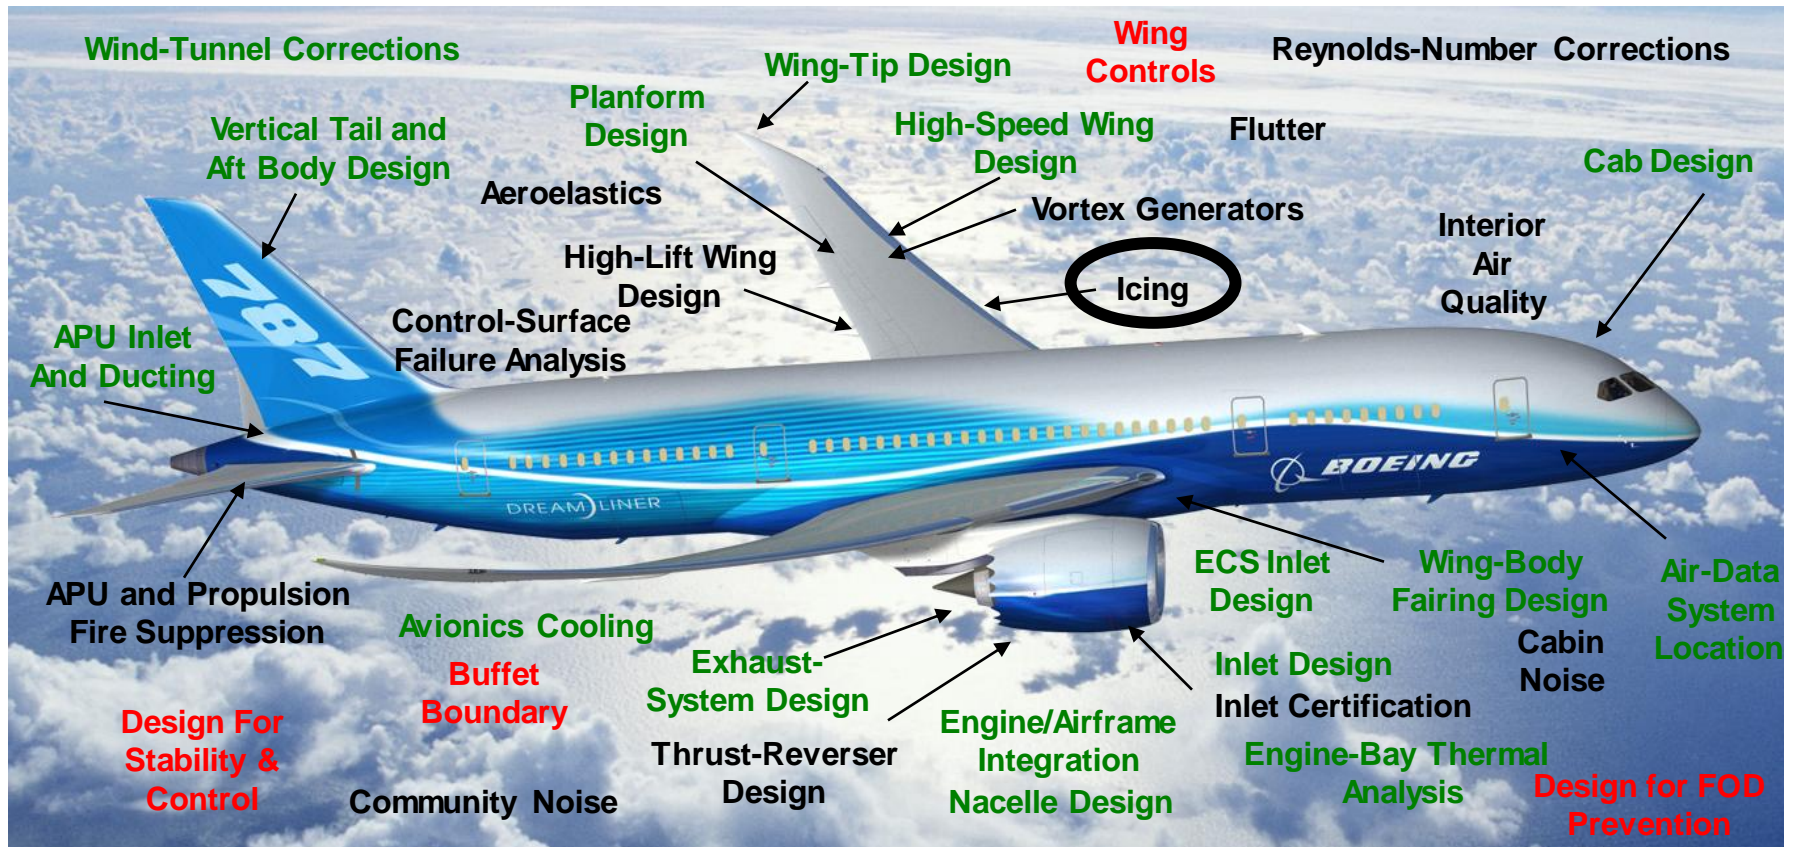 Wind-Tunnel Corrections
Wing-Tip Design
Wing
Controls
Reynolds-Number Corrections
Planform
Design
Vertical Tail and
Aft Body Design
High-Speed Wing
Design
Flutter
Cab Design
Aeroelastics
Vortex Generators
Interior
Air
Quality
High-Lift Wing
Design
Icing
787
Control-Surface
Failure Analysis
APU Inlet
And Ducting
BOEING
DREAMLINER
APU and Propulsion
Fire Suppression
Avionics Cooling
ECS Inlet
Design
Wing-Body
Fairing Design
Air-Data
System
Location
Cabin
Noise
Buffet
Boundary
Exhaust-
System Design
Inlet Design
Inlet Certification
Design For
Stability &
Control
Thrust-Reverser
Design
Engine/Airframe
Integration
Nacelle Design
Engine-Bay Thermal
Analysis
Community Noise
Design for FOD
Prevention